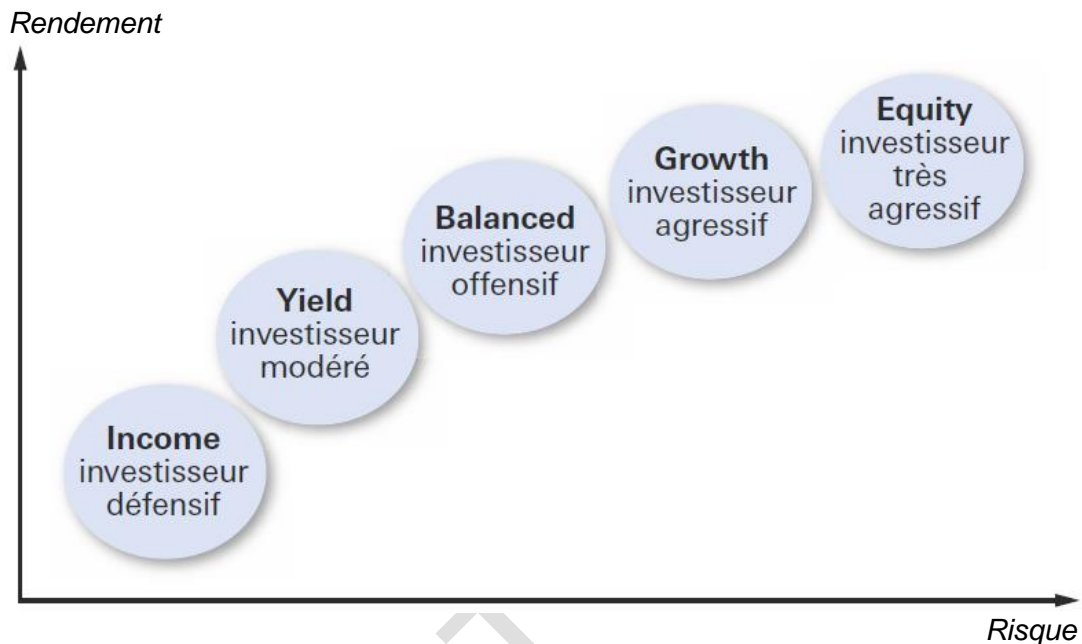 Rendement
Equity
investisseur
très
agressif
Growth
investisseur
agressif
Balanced
investisseur
offensif
Yield
investisseur
modéré
Income
investisseur
défensif
Risque